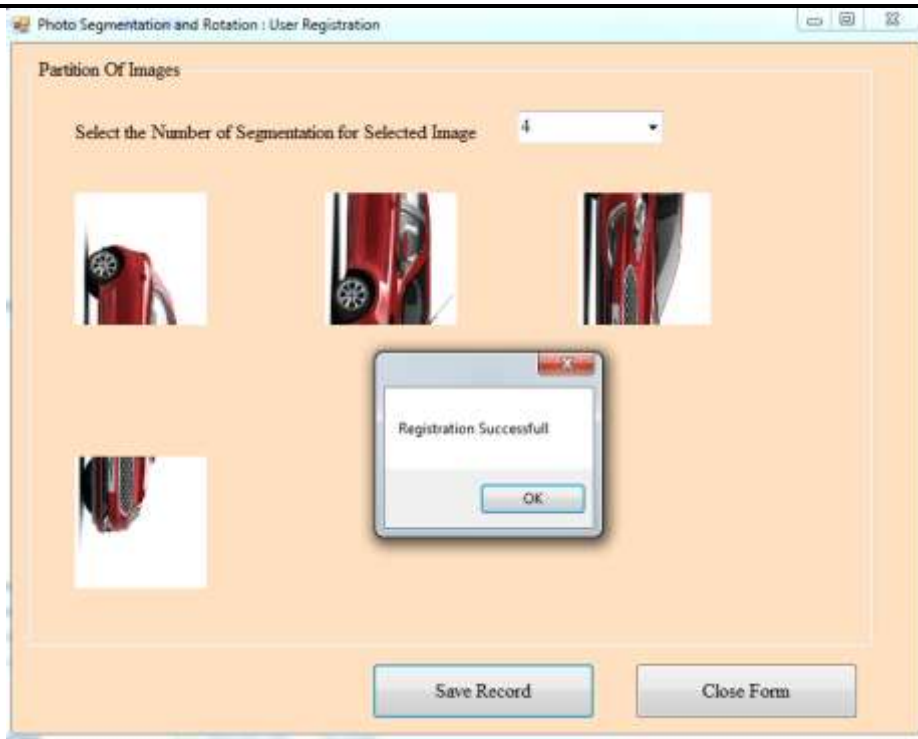 Photo Segmentation and Rotation : User Registration
Partition Of Images
Select the Number of Segmentation for Selected Image 4
Registration Successfull
OK
Save Record Close Form